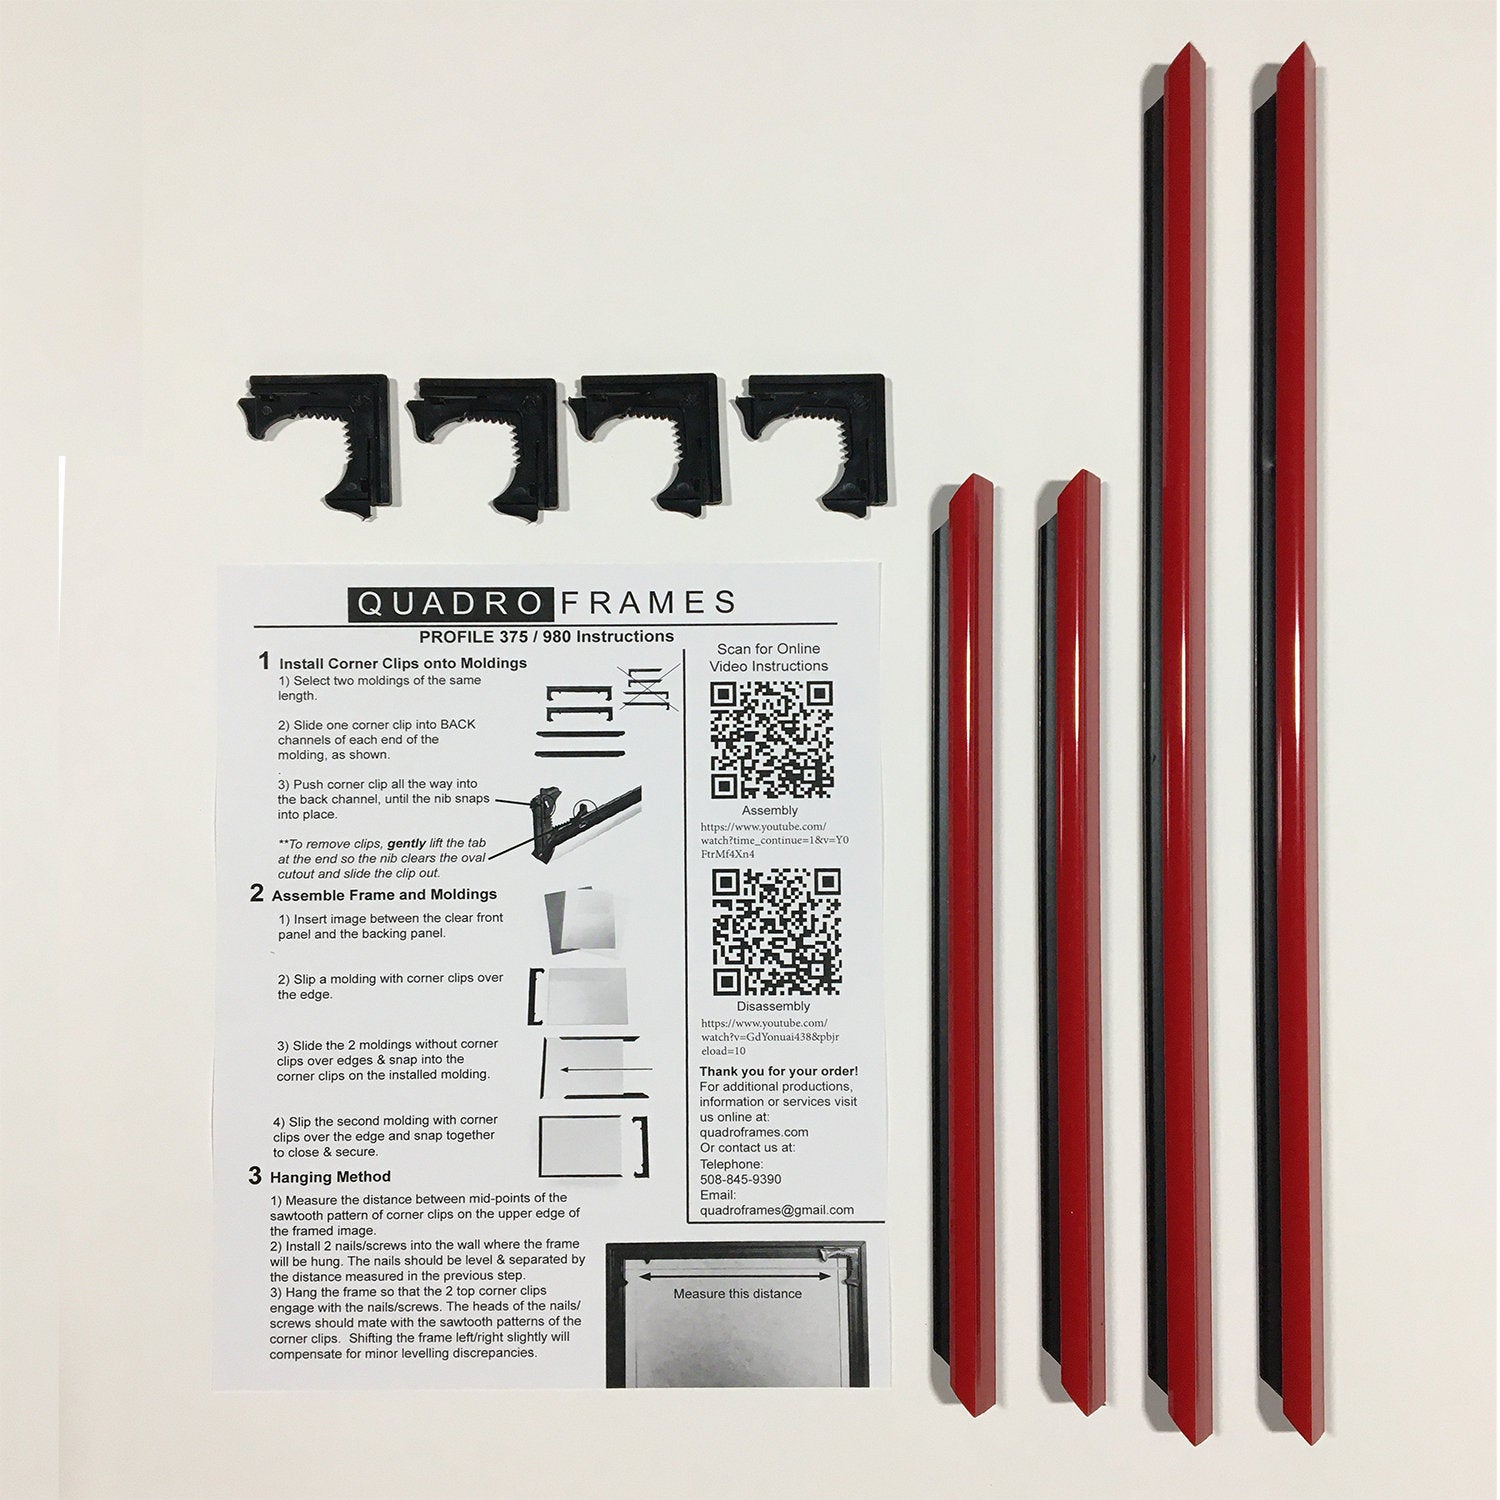 QUADRO FRAMES
PROFILE 375 / 980 Instructions
1 Install Corner Clips onto Moldings
1) Select two moldings of the same
length.
2) Slide one corner clip into BACK
channels of each end of the
molding, as shown.
.
3) Push corner clip all the way into
the back channel, until the nib snaps
into place.
**To remove clips, gently lift the tab
at the end so the nib clears the oval
cutout and slide the clip out.
2 Assemble Frame and Moldings
1) Insert image between the clear front
panel and the backing panel.
2) Slip a molding with corner clips over
the edge.
3) Slide the 2 moldings without corner
clips over edges & snap into the
corner clips on the installed molding.
4) Slip the second molding with corner
clips over the edge and snap together
to close & secure.
3 Hanging Method
1) Measure the distance between mid-points of the
sawtooth pattern of corner clips on the upper edge of
the framed image.
2) Install 2 nails/screws into the wall where the frame
will be hung. The nails should be level & separated by
the distance measured in the previous step.
3) Hang the frame so that the 2 top corner clips
engage with the nails/screws. The heads of the nails/
screws should mate with the sawtooth patterns of the
corner clips. Shifting the frame left/right slightly will
compensate for minor levelling discrepancies.
Scan for Online
Video Instructions
Assembly
https://www.youtube.com/
watch?time_continue=1&v=Y0
FtrMf4Xn4
Disassembly
https://www.youtube.com/
watch?v=GdYonuai438&pbjr
eload=10
Thank you for your order!
For additional productions,
information or services visit
us online at:
quadroframes.com
Or contact us at:
Telephone:
508-845-9390
Email:
quadroframes@gmail.com
Measure this distance